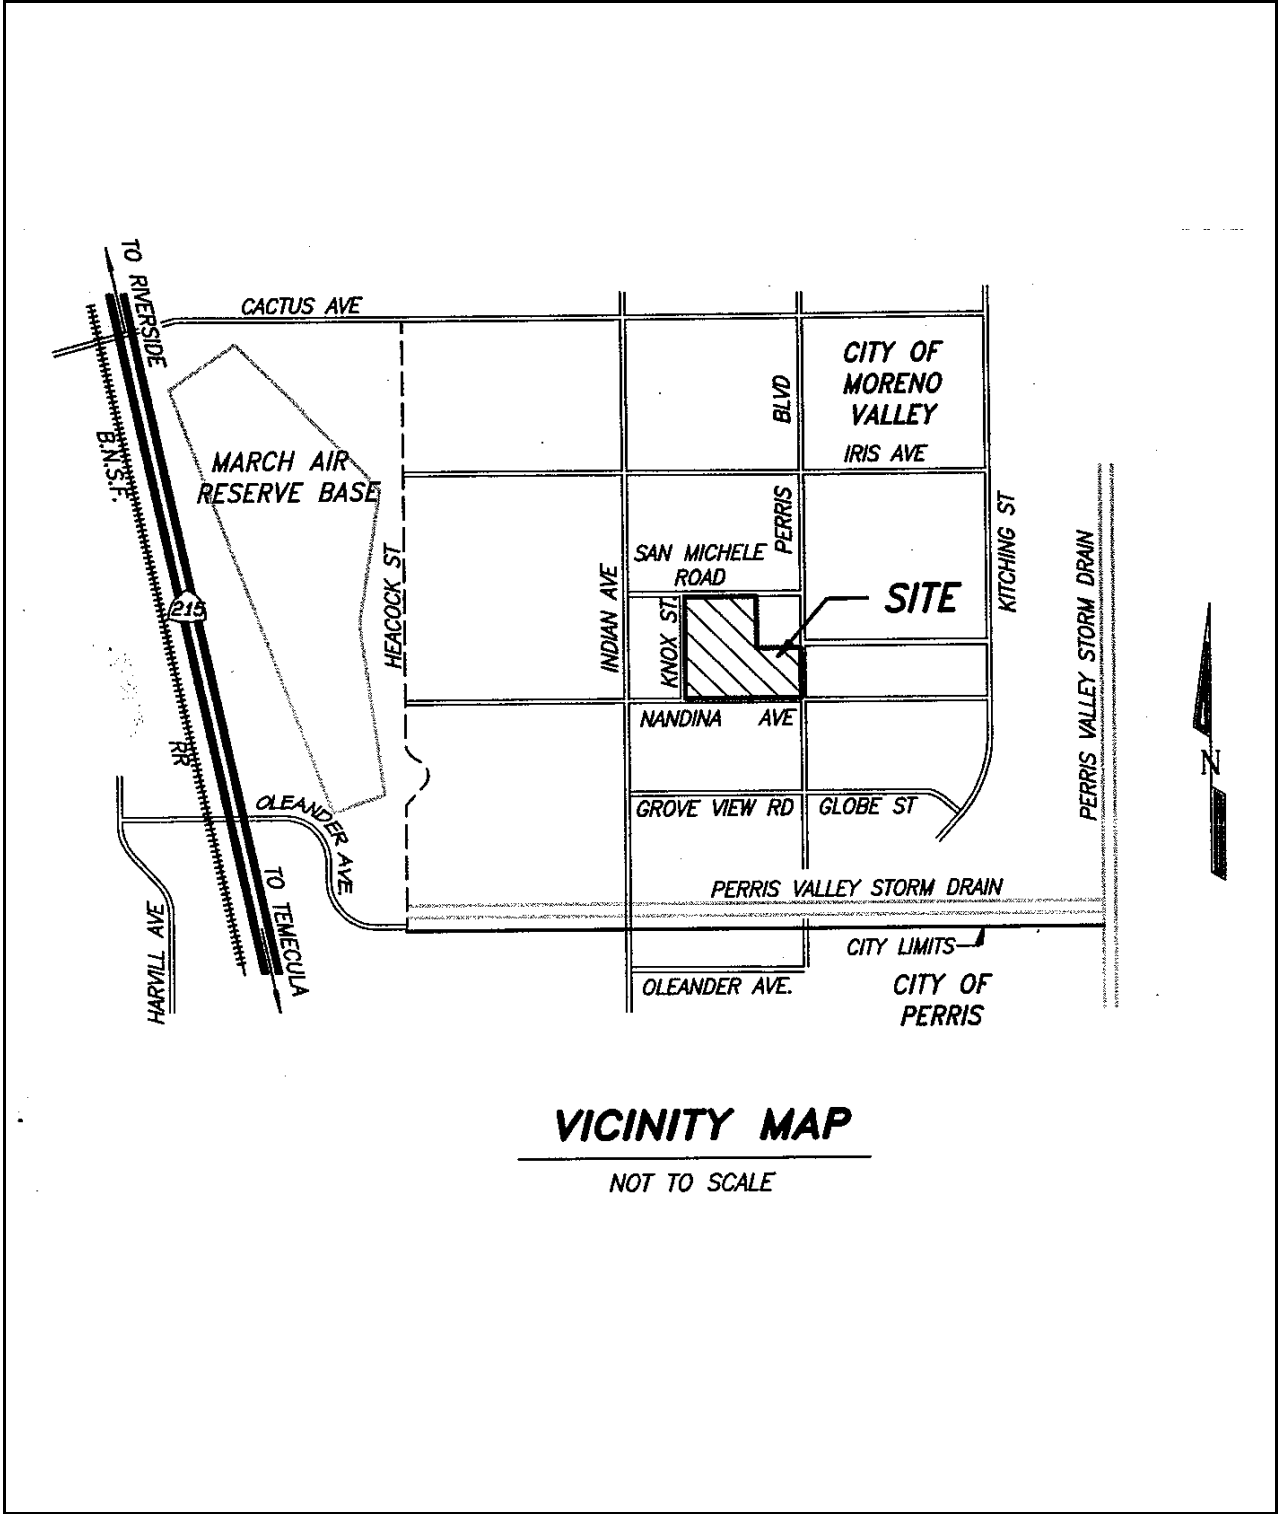 TO RIVERSIDE
CACTUS AVE
CITY OF
MORENO
VALLEY
BLVD
IRIS AVE
B.N.S.F.
MARCH AIR
RESERVE BASE
PERRIS
KITCHING ST
SAN MICHELE
ROAD
HEACOCK ST
INDIAN AVE
KNOX ST.
SITE
PERRIS VALLEY STORM DRAIN
215
NANDINA AVE
RR
N
OLEANDER AVE.
GROVE VIEW RD
GLOBE ST
TO TEMECULA
PERRIS VALLEY STORM DRAIN
HARVILL AVE
CITY LIMITS
OLEANDER AVE.
CITY OF
PERRIS
VICINITY MAP
NOT TO SCALE